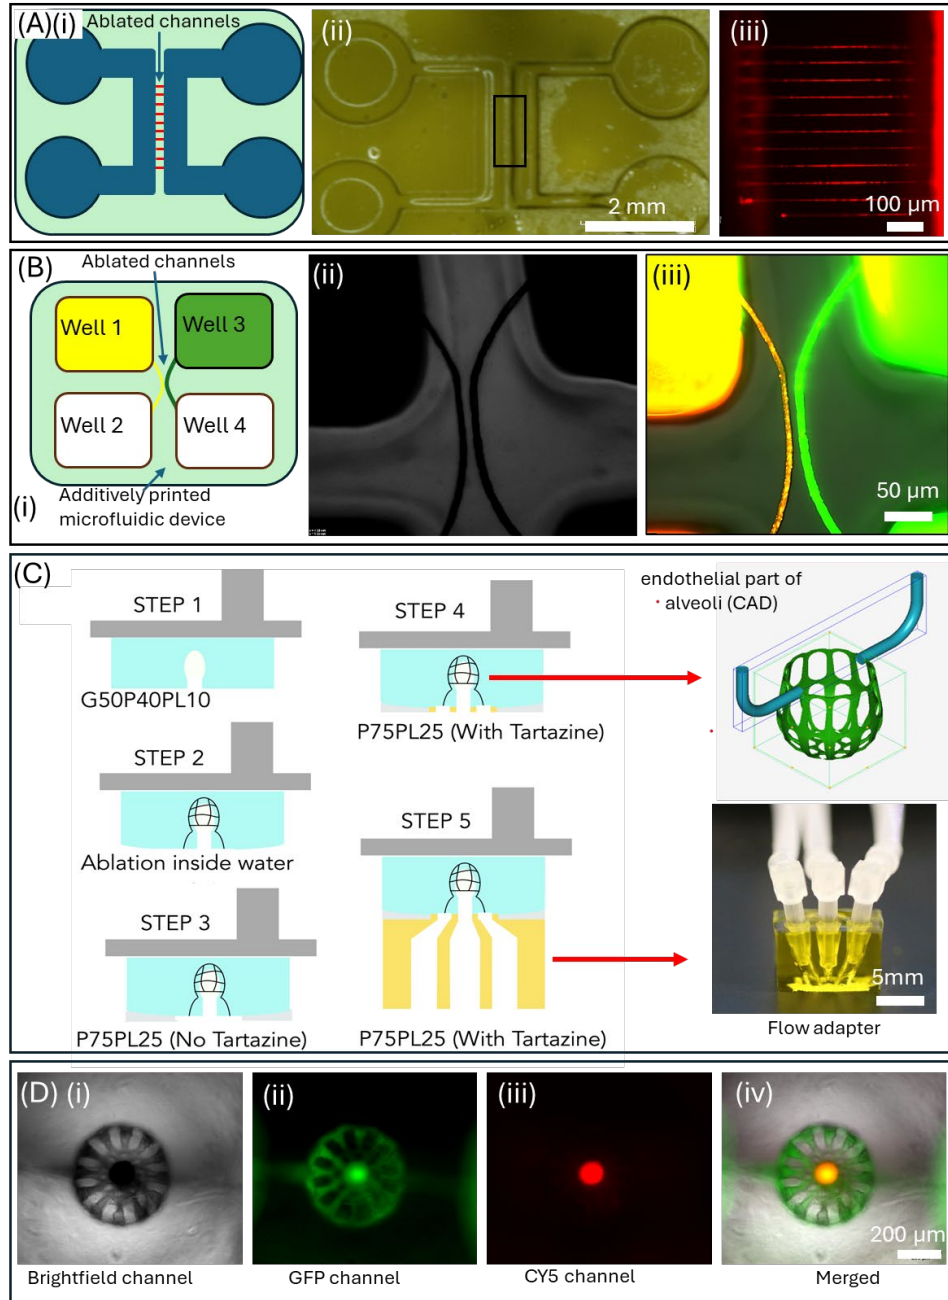 (A)(i)
Ablated channels
(ii)
2 mm
(iii)
100 µm
(B)
Ablated channels
Well 1
Well 3
Well 2
Well 4
(i)
Additively printed
microfluidic device
(ii)
(iii)
50 µm
(C)
STEP 1
G50P40PL10
STEP 2
Ablation inside water
STEP 3
P75PL25 (No Tartazine)
STEP 4
P75PL25 (With Tartazine)
STEP 5
P75PL25 (With Tartazine)
endothelial part of
alveoli (CAD)
5mm
Flow adapter
(D) (i)
Brightfield channel
(ii)
GFP channel
(iii)
CY5 channel
(iv)
200 µm
Merged